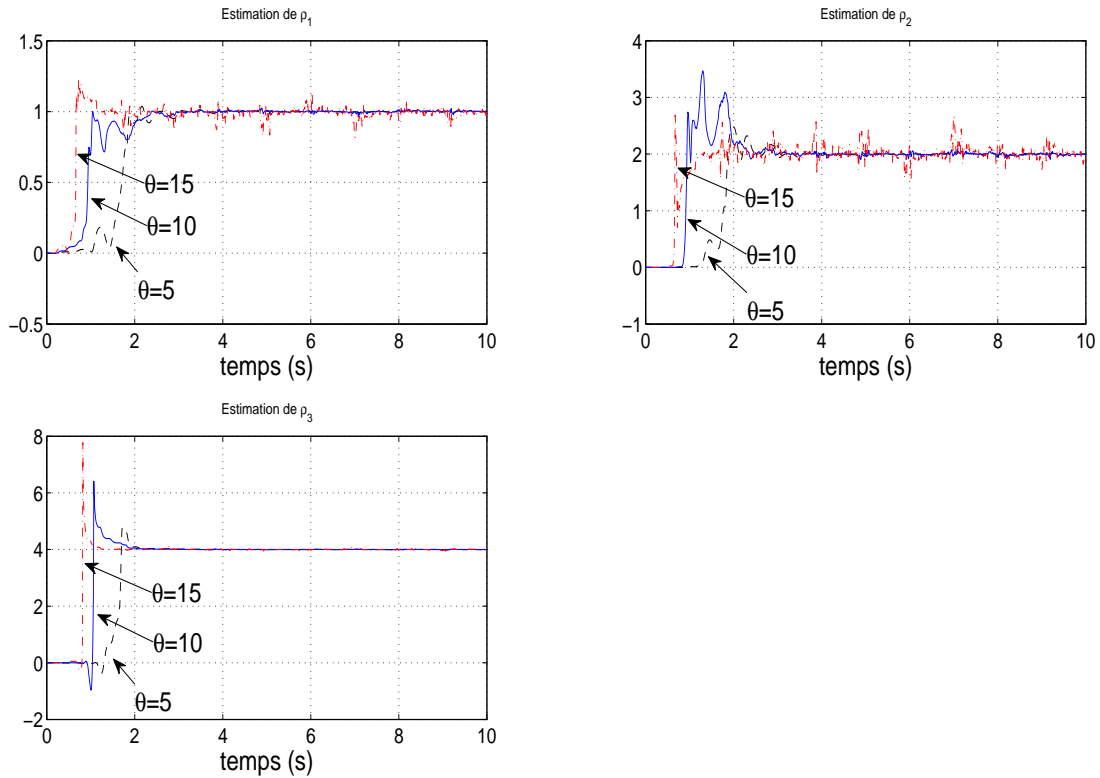 Estimation de ρ1
1.5
1
0.5
0
−0.5
θ=15
θ=10
θ=5
0 2 4 6 8 10
temps (s)
Estimation de ρ2
4
3
2
1
0
−1
θ=15
θ=10
θ=5
0 2 4 6 8 10
temps (s)
Estimation de ρ3
8
6
4
2
0
−2
θ=15
θ=10
θ=5
0 2 4 6 8 10
temps (s)